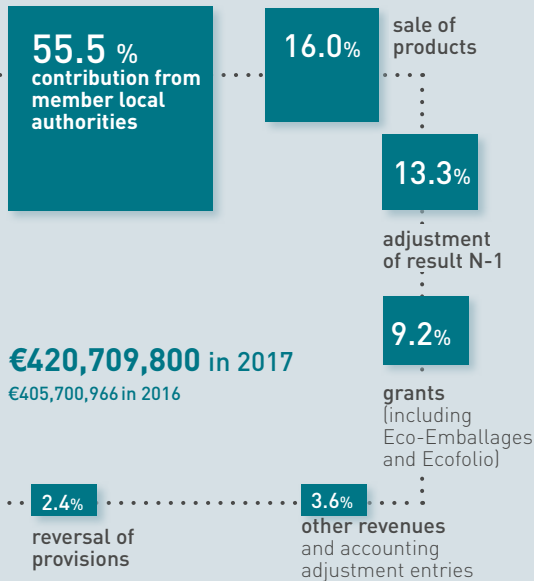 55.5 %
contribution from
member local
authorities
16.0%
sale of
products
13.3%
adjustment
of result N-1
9.2%
grants
(including
Eco-Emballages
and Ecofolio)
€420,709,800 in 2017
€405,700,966 in 2016
3.6%
other revenues
and accounting
adjustment entries
2.4%
reversal of
provisions